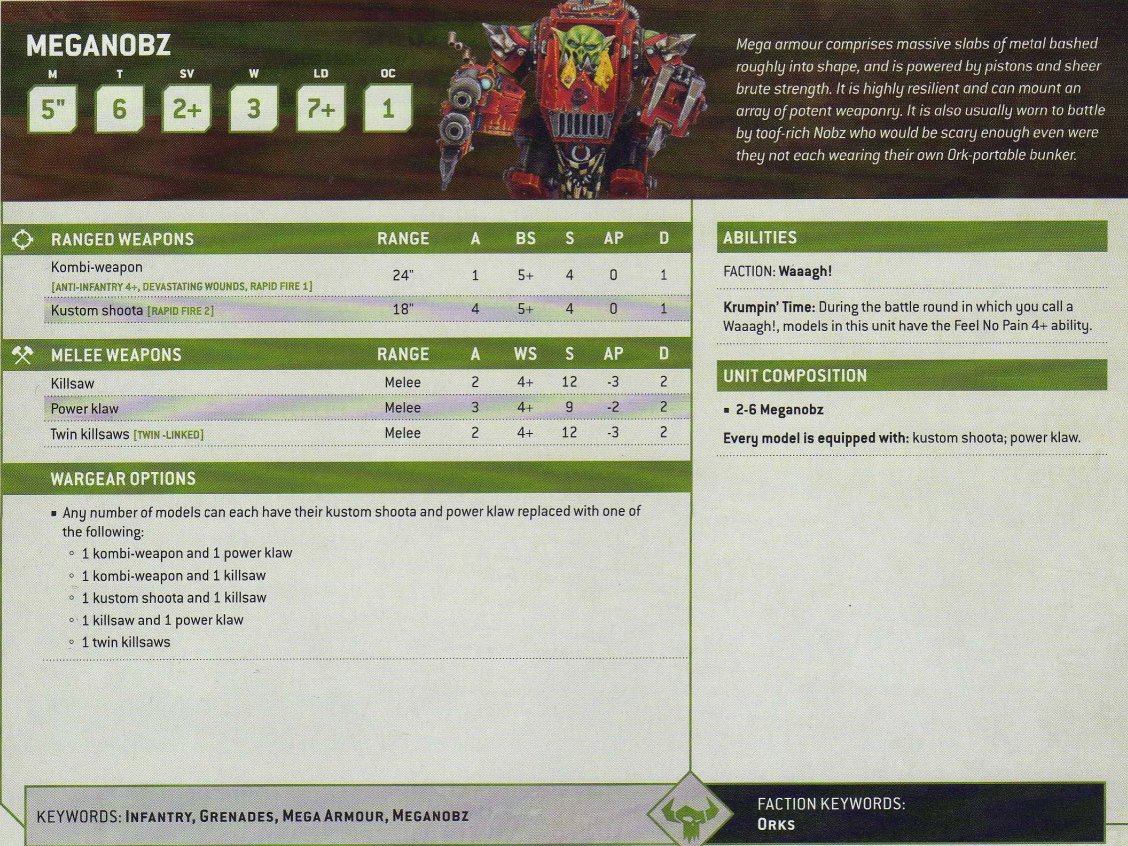 MEGANOBZ
M T SV W LD OC
5" 6 2+ 3 7+ 1
Mega armour comprises massive slabs of metal bashed
roughly into shape, and is powered by pistons and sheer
brute strength. It is highly resilient and can mount an
array of potent weaponry. It is also usually worn to battle
by toof-rich Nobz who would be scary enough even were
they not each wearing their own Ork-portable bunker.
RANGED WEAPONS RANGE A BS S AP D
Kombi-weapon 24" 1 5+ 4 0 1
[ANTI-INFANTRY 4+, DEVASTATING WOUNDS, RAPID FIRE 1]
Kustom shoota [RAPID FIRE 2] 18" 4 5+ 4 0 1
MELEE WEAPONS RANGE A WS S AP D
Killsaw Melee 2 4+ 12 -3 2
Power klaw Melee 3 4+ 9 -2 2
Twin killsaws [TWIN-LINKED] Melee 2 4+ 12 -3 2
WARGEAR OPTIONS
▪ Any number of models can each have their kustom shoota and power klaw replaced with one of
the following:
◦ 1 kombi-weapon and 1 power klaw
◦ 1 kombi-weapon and 1 killsaw
◦ 1 kustom shoota and 1 killsaw
◦ 1 killsaw and 1 power klaw
◦ 1 twin killsaws
ABILITIES
FACTION: Waaagh!
Krumpin' Time: During the battle round in which you call a
Waaagh!, models in this unit have the Feel No Pain 4+ ability.
UNIT COMPOSITION
▪ 2-6 Meganobz
Every model is equipped with: kustom shoota; power klaw.
KEYWORDS: INFANTRY, GRENADES, MEGA ARMOUR, MEGANOBZ
FACTION KEYWORDS:
ORKS